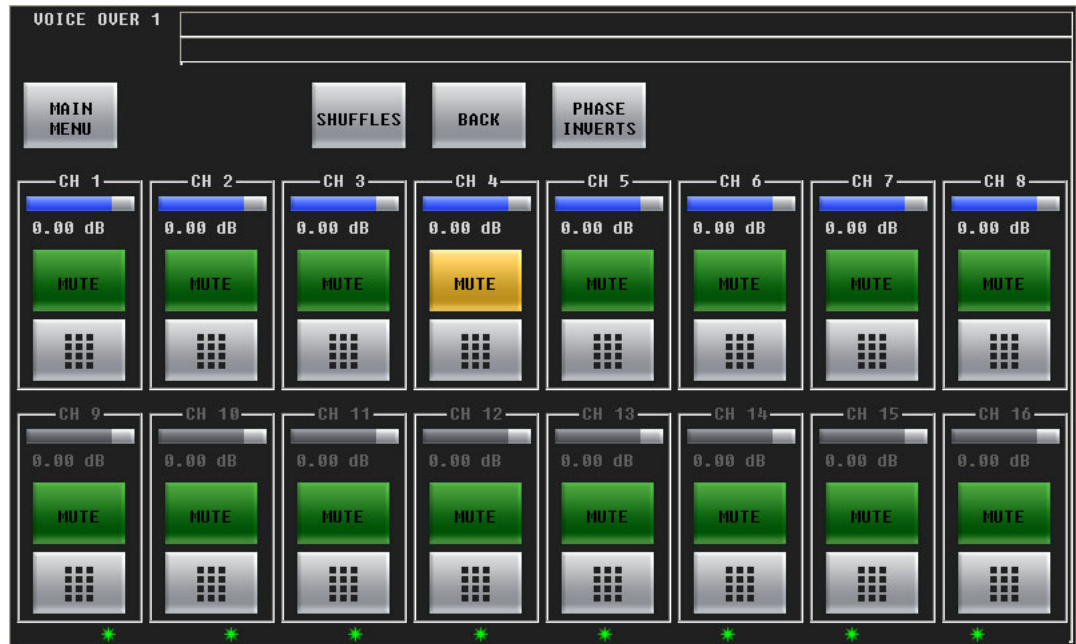 VOICE OVER 1
MAIN MENU SHUFFLES BACK PHASE INVERTS
CH 1 CH 2 CH 3 CH 4 CH 5 CH 6 CH 7 CH 8
0.00 dB 0.00 dB 0.00 dB 0.00 dB 0.00 dB 0.00 dB 0.00 dB 0.00 dB
MUTE MUTE MUTE MUTE MUTE MUTE MUTE MUTE
CH 9 CH 10 CH 11 CH 12 CH 13 CH 14 CH 15 CH 16
0.00 dB 0.00 dB 0.00 dB 0.00 dB 0.00 dB 0.00 dB 0.00 dB 0.00 dB
MUTE MUTE MUTE MUTE MUTE MUTE MUTE MUTE